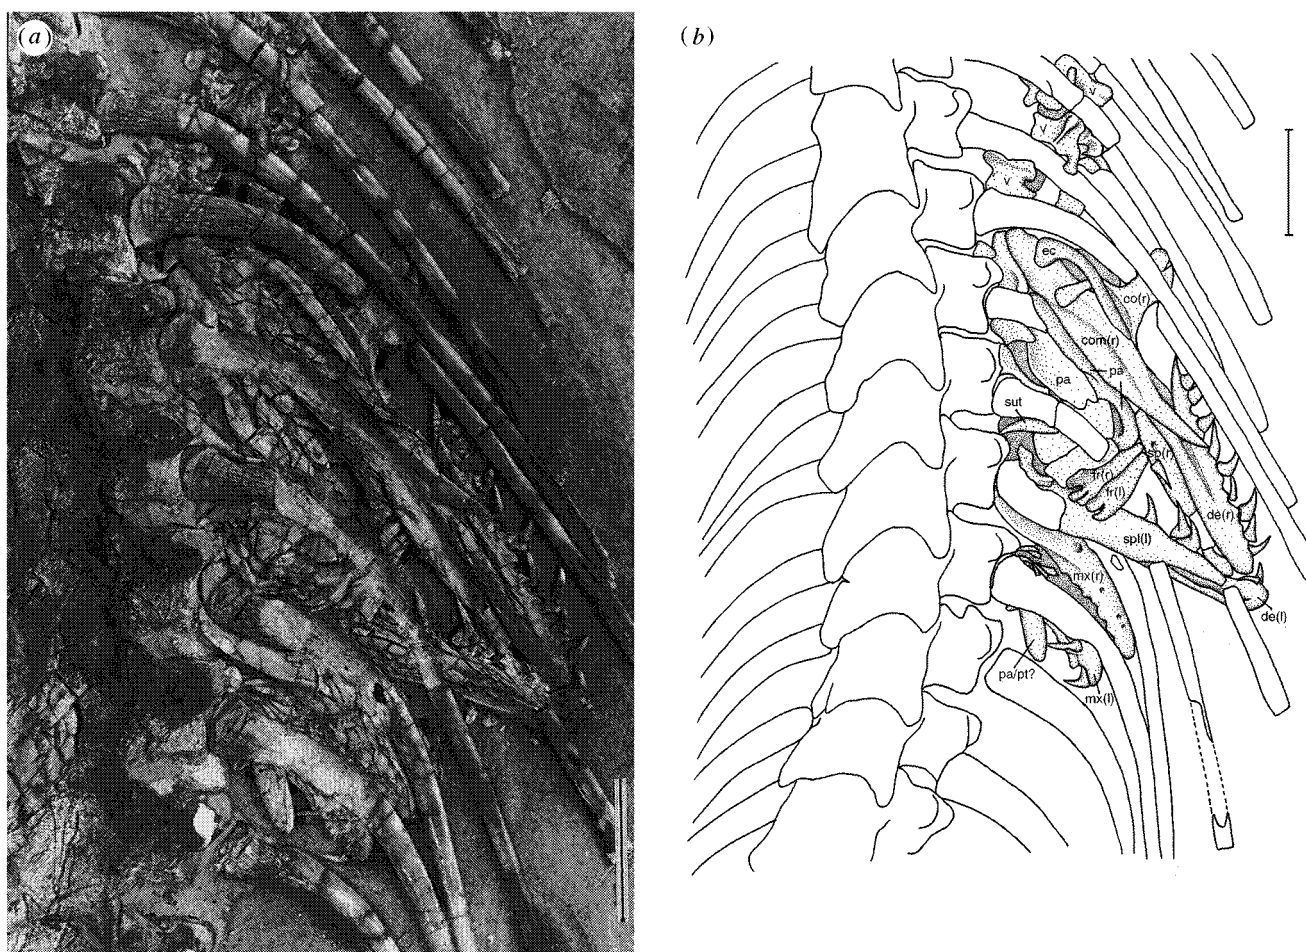 (a)
(b)
v
ec
co(r)
com(r)
pa
pa
sut
sp(r)
fr(r)
fr(l)
de(r)
spl(l)
mx(r)
de(l)
pa/pt?
mx(l)